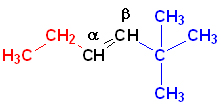 β CH₃
CH₂ α CH CH₃
H₃C CH C
CH₃